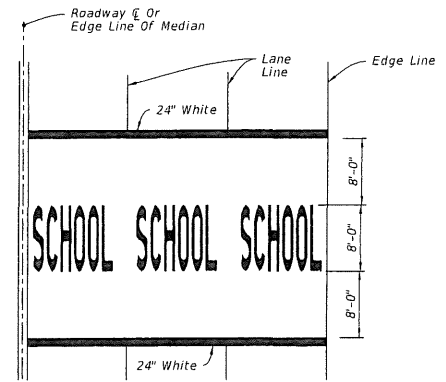 Roadway ℄ Or
Edge Line Of Median
Lane
Line
Edge Line
24" White
8'-0"
SCHOOL SCHOOL SCHOOL
8'-0"
8'-0"
24" White